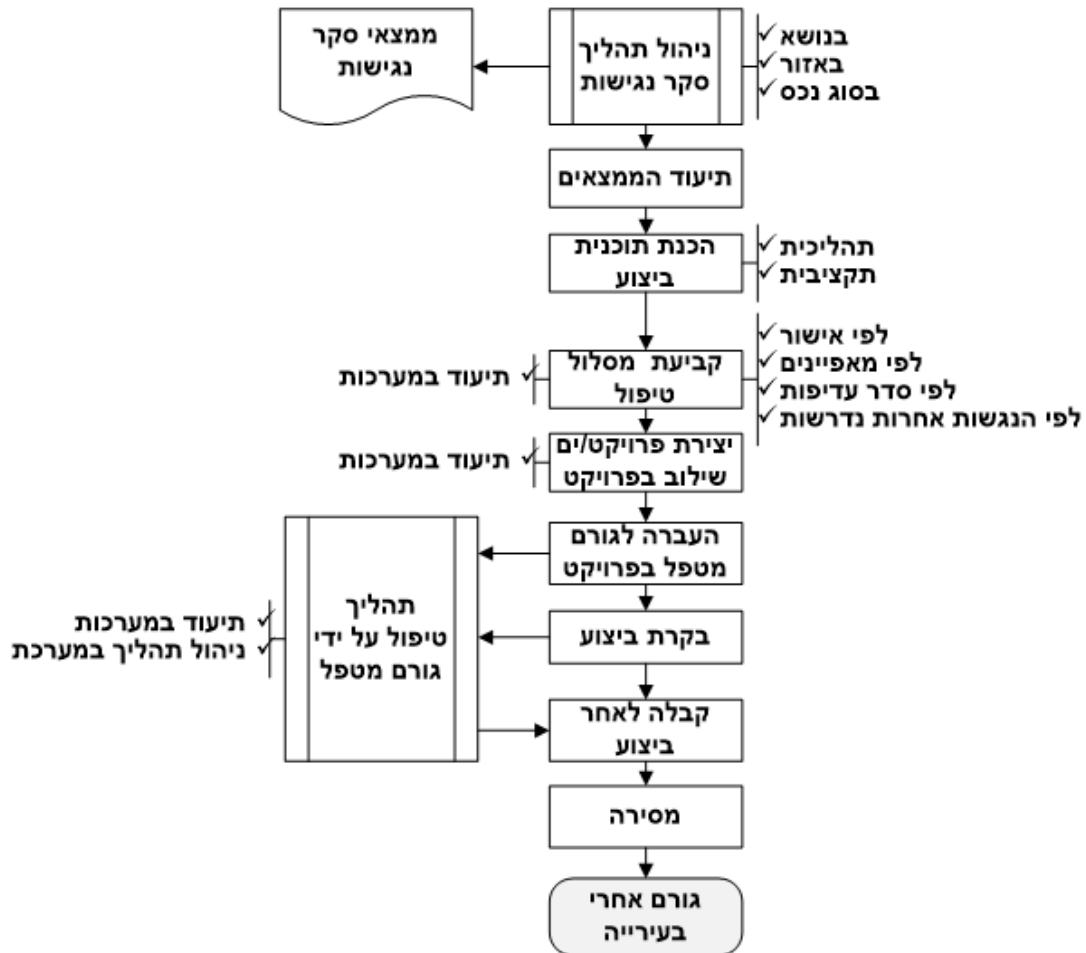 ממצאי סקר
נגישות
ניהול תהליך
סקר נגישות
בנושא
באזור
בסוג נכס
תיעוד הממצאים
הכנת תוכנית
ביצוע
תהליכית
תקציבית
קביעת מסלול
טיפול
לפי אישור
לפי מאפיינים
לפי סדר עדיפות
לפי הנגשות אחרות נדרשות
תיעוד במערכות
יצירת פרויקט/ים
שילוב בפרויקט
תיעוד במערכות
העברה לגורם
מטפל בפרויקט
תהליך
טיפול על ידי
גורם מטפל
תיעוד במערכות
ניהול תהליך במערכת
בקרת ביצוע
קבלה לאחר
ביצוע
מסירה
גורם אחרי
בעירייה